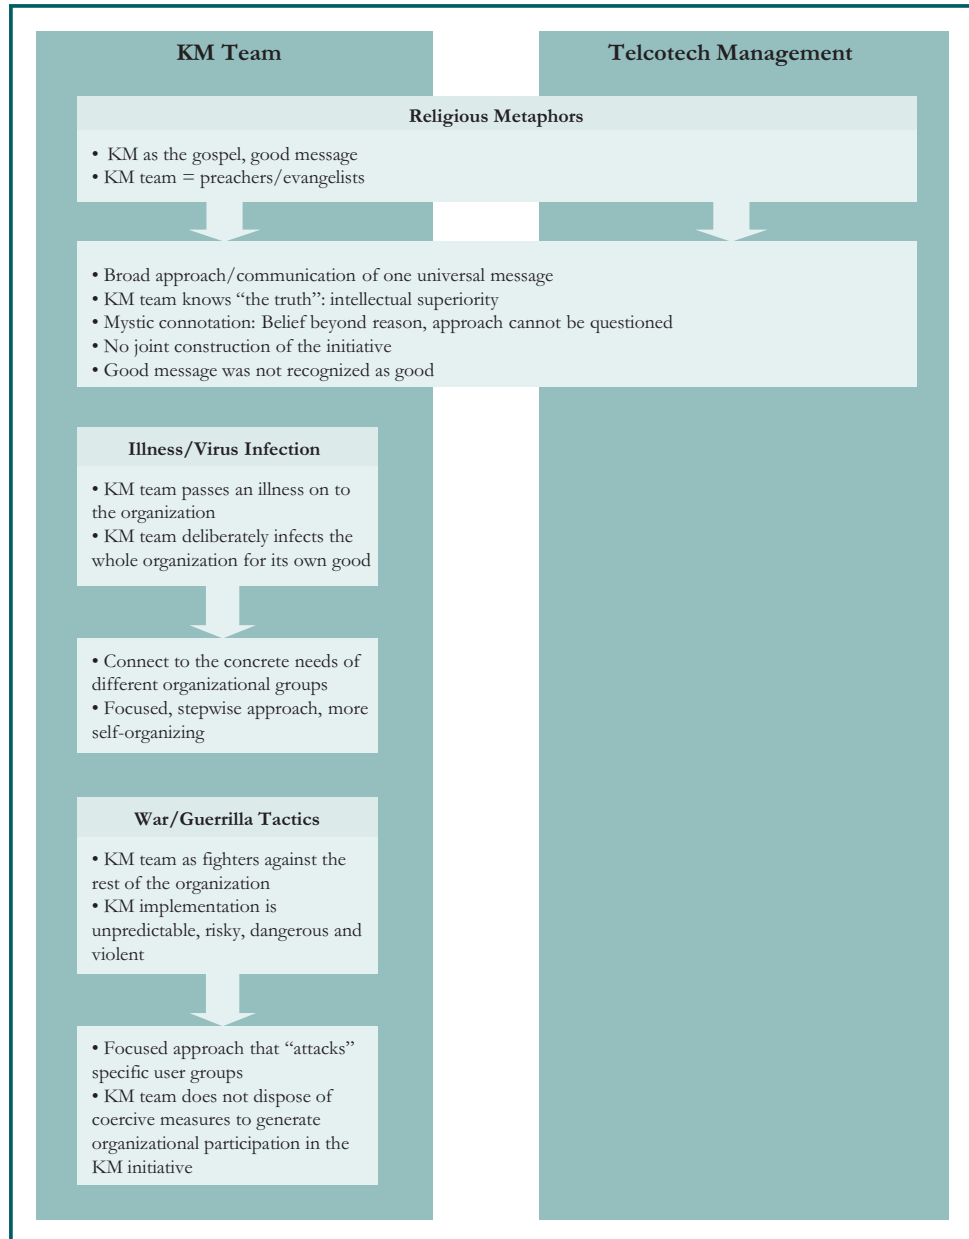 KM Team
Telcotech Management
Religious Metaphors
• KM as the gospel, good message
• KM team = preachers/evangelists
• Broad approach/communication of one universal message
• KM team knows “the truth”: intellectual superiority
• Mystic connotation: Belief beyond reason, approach cannot be questioned
• No joint construction of the initiative
• Good message was not recognized as good
Illness/Virus Infection
• KM team passes an illness on to
the organization
• KM team deliberately infects the
whole organization for its own good
• Connect to the concrete needs of
different organizational groups
• Focused, stepwise approach, more
self-organizing
War/Guerrilla Tactics
• KM team as fighters against the
rest of the organization
• KM implementation is
unpredictable, risky, dangerous and
violent
• Focused approach that “attacks”
specific user groups
• KM team does not dispose of
coercive measures to generate
organizational participation in the
KM initiative